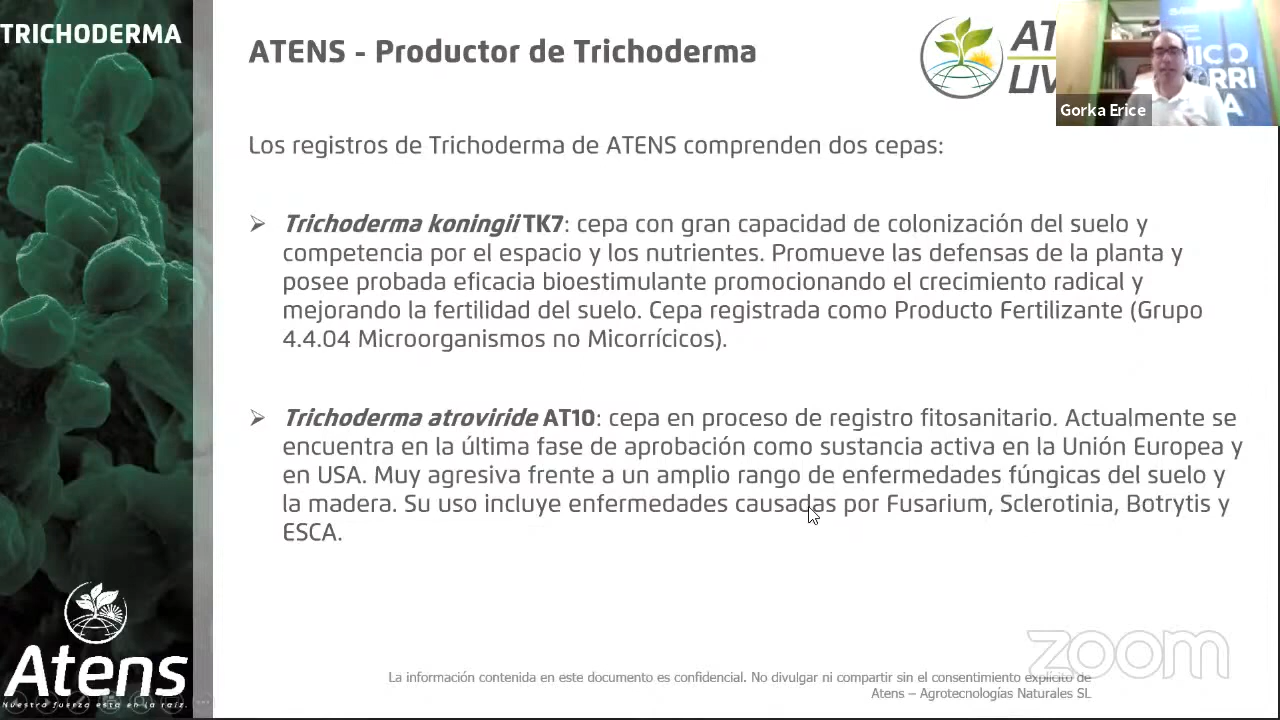 TRICHODERMA
ATENS - Productor de Trichoderma
Gorka Erice
Los registros de Trichoderma de ATENS comprenden dos cepas:
➢ Trichoderma koningii TK7: cepa con gran capacidad de colonización del suelo y
competencia por el espacio y los nutrientes. Promueve las defensas de la planta y
posee probada eficacia bioestimulante promocionando el crecimiento radical y
mejorando la fertilidad del suelo. Cepa registrada como Producto Fertilizante (Grupo
4.4.04 Microorganismos no Micorrícicos).
➢ Trichoderma atroviride AT10: cepa en proceso de registro fitosanitario. Actualmente se
encuentra en la última fase de aprobación como sustancia activa en la Unión Europea y
en USA. Muy agresiva frente a un amplio rango de enfermedades fúngicas del suelo y
la madera. Su uso incluye enfermedades causadas por Fusarium, Sclerotinia, Botrytis y
ESCA.
Atens
Nuestra fuerza está en la raíz.
zoom
La información contenida en este documento es confidencial. No divulgar ni compartir sin el consentimiento explícito de
Atens – Agrotecnologías Naturales SL